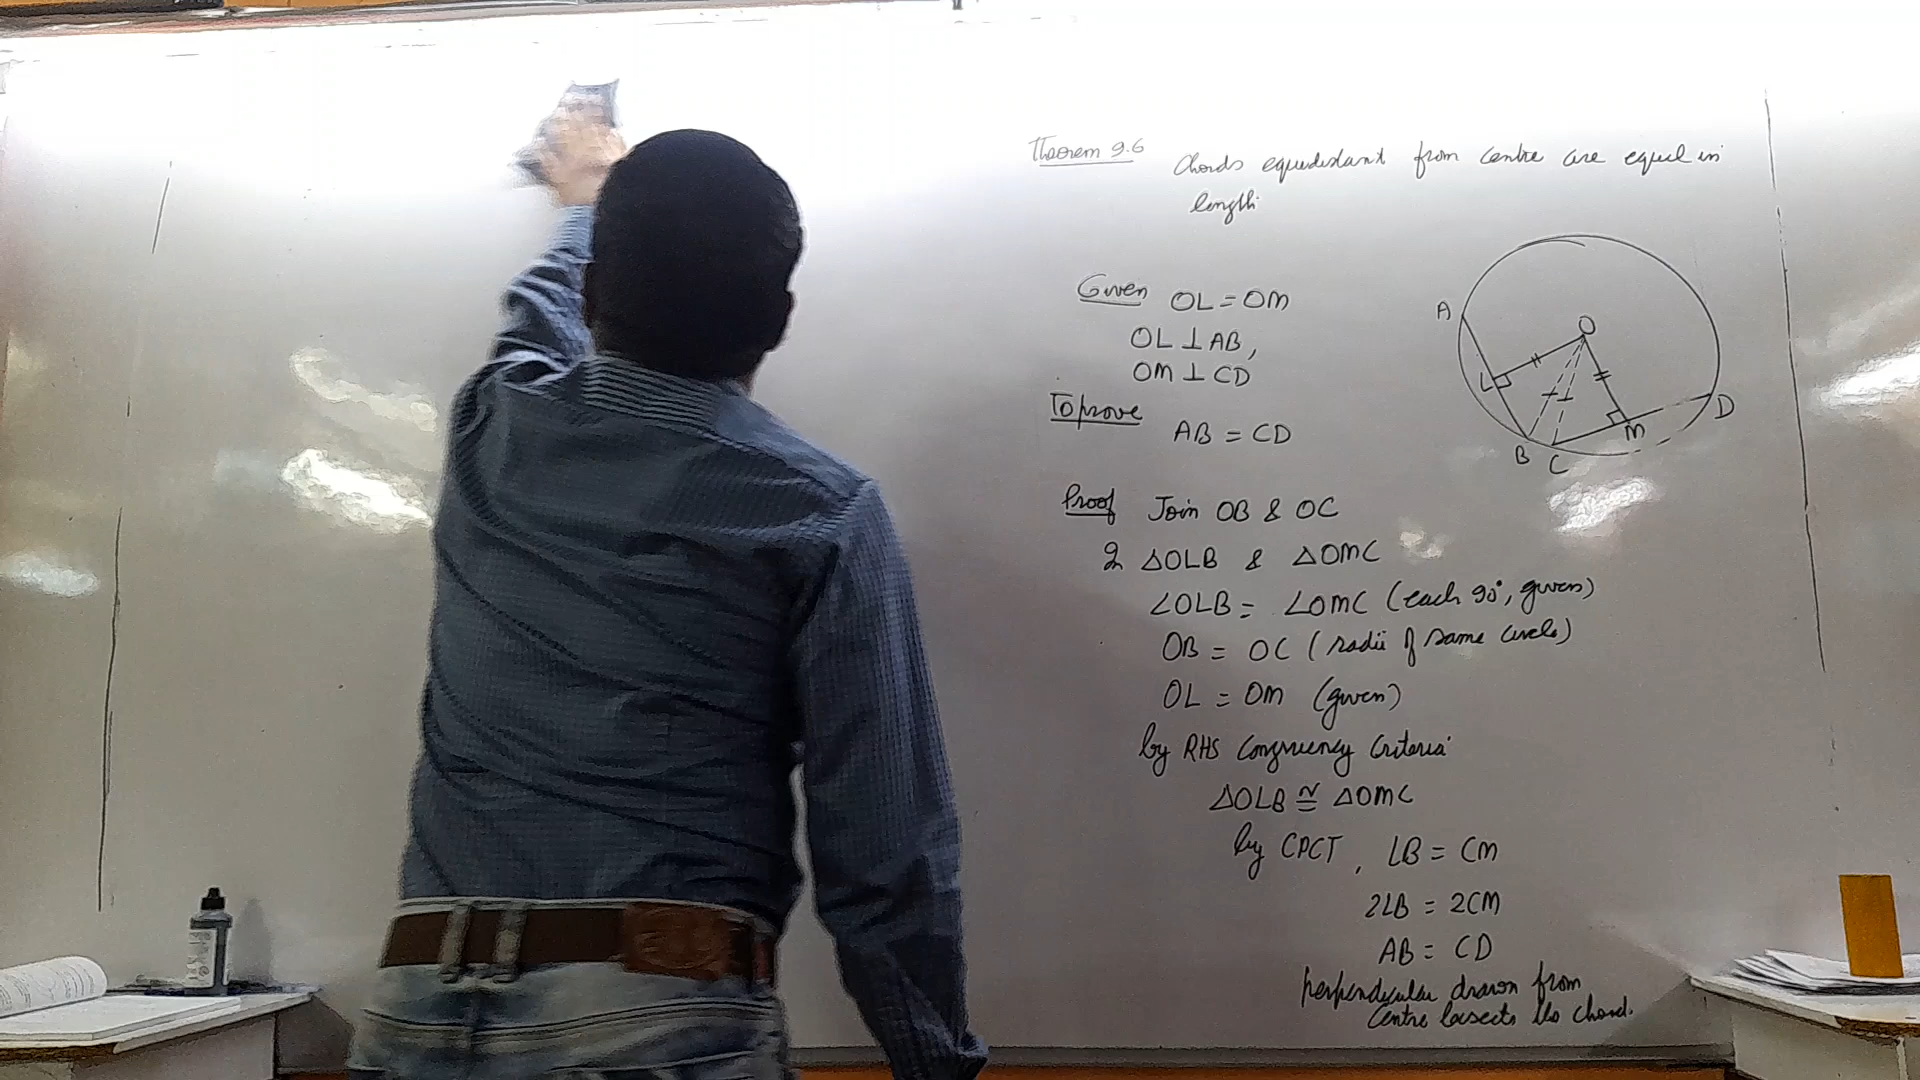 Theorem 9.6
Chords equidistant from centre are equal in
length
Given OL = OM
OL ⊥ AB,
OM ⊥ CD
To prove
AB = CD
A
O
L
M
D
B C
Proof Join OB & OC
In △OLB & △OMC
∠OLB = ∠OMC (each 90°, given)
OB = OC (radii of same circle)
OL = OM (given)
by RHS Congruency Criteria
△OLB ≅ △OMC
by CPCT, LB = CM
2LB = 2CM
AB = CD
perpendicular drawn from
Centre bisects the chord.